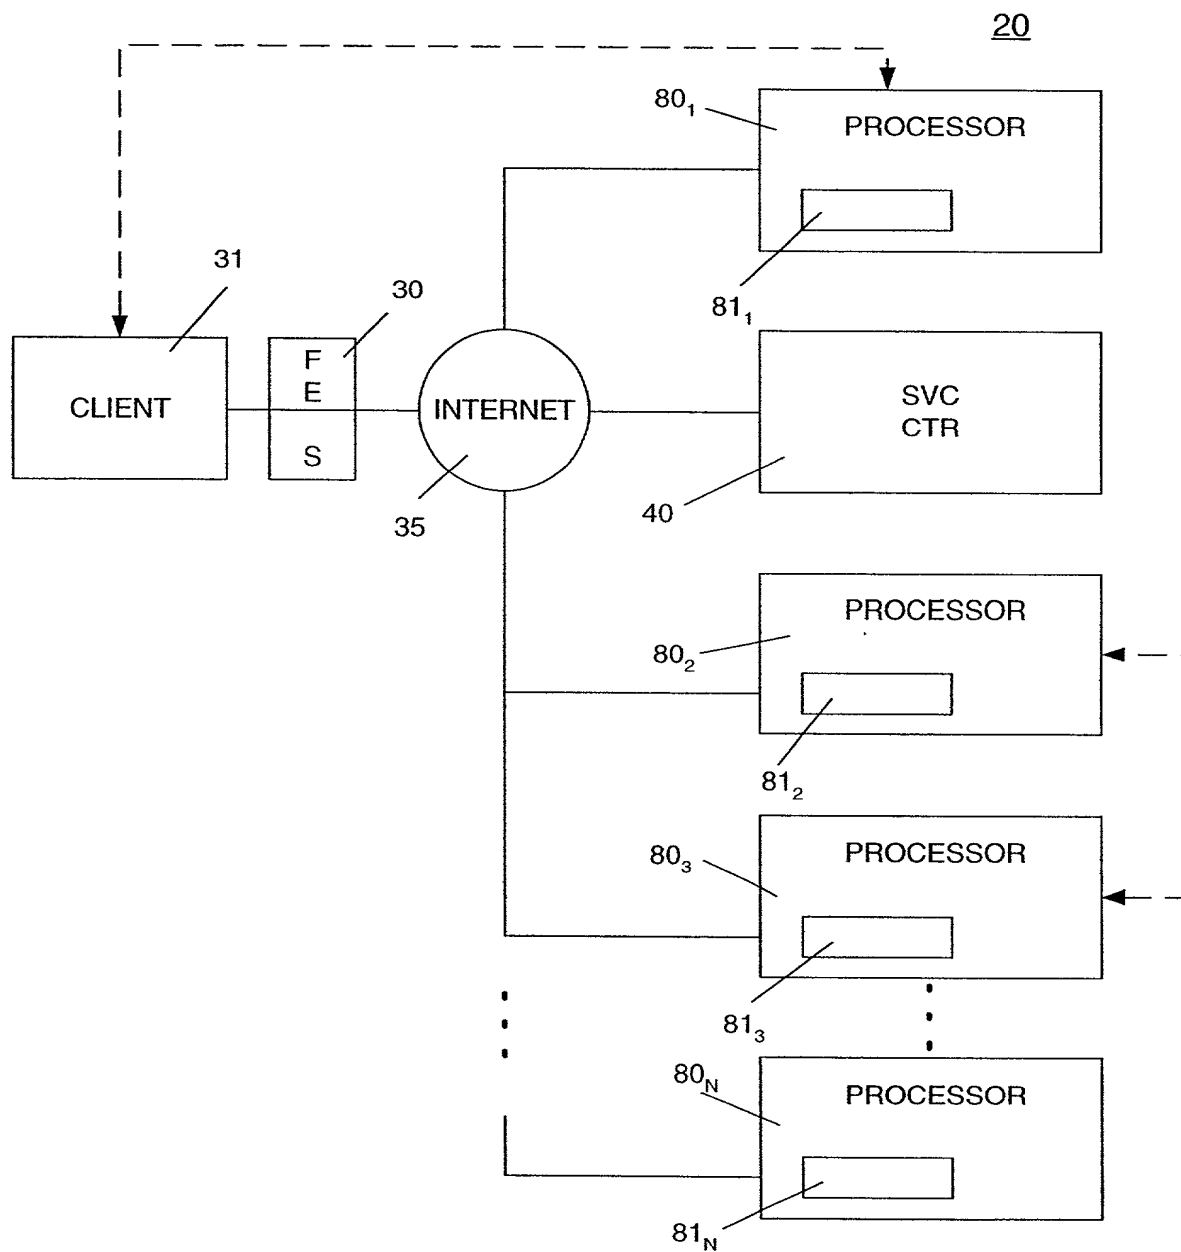 20
80₁
PROCESSOR
81₁
31
30
CLIENT
F
E
S
INTERNET
35
SVC
CTR
40
PROCESSOR
80₂
81₂
PROCESSOR
80₃
81₃
PROCESSOR
80N
81N